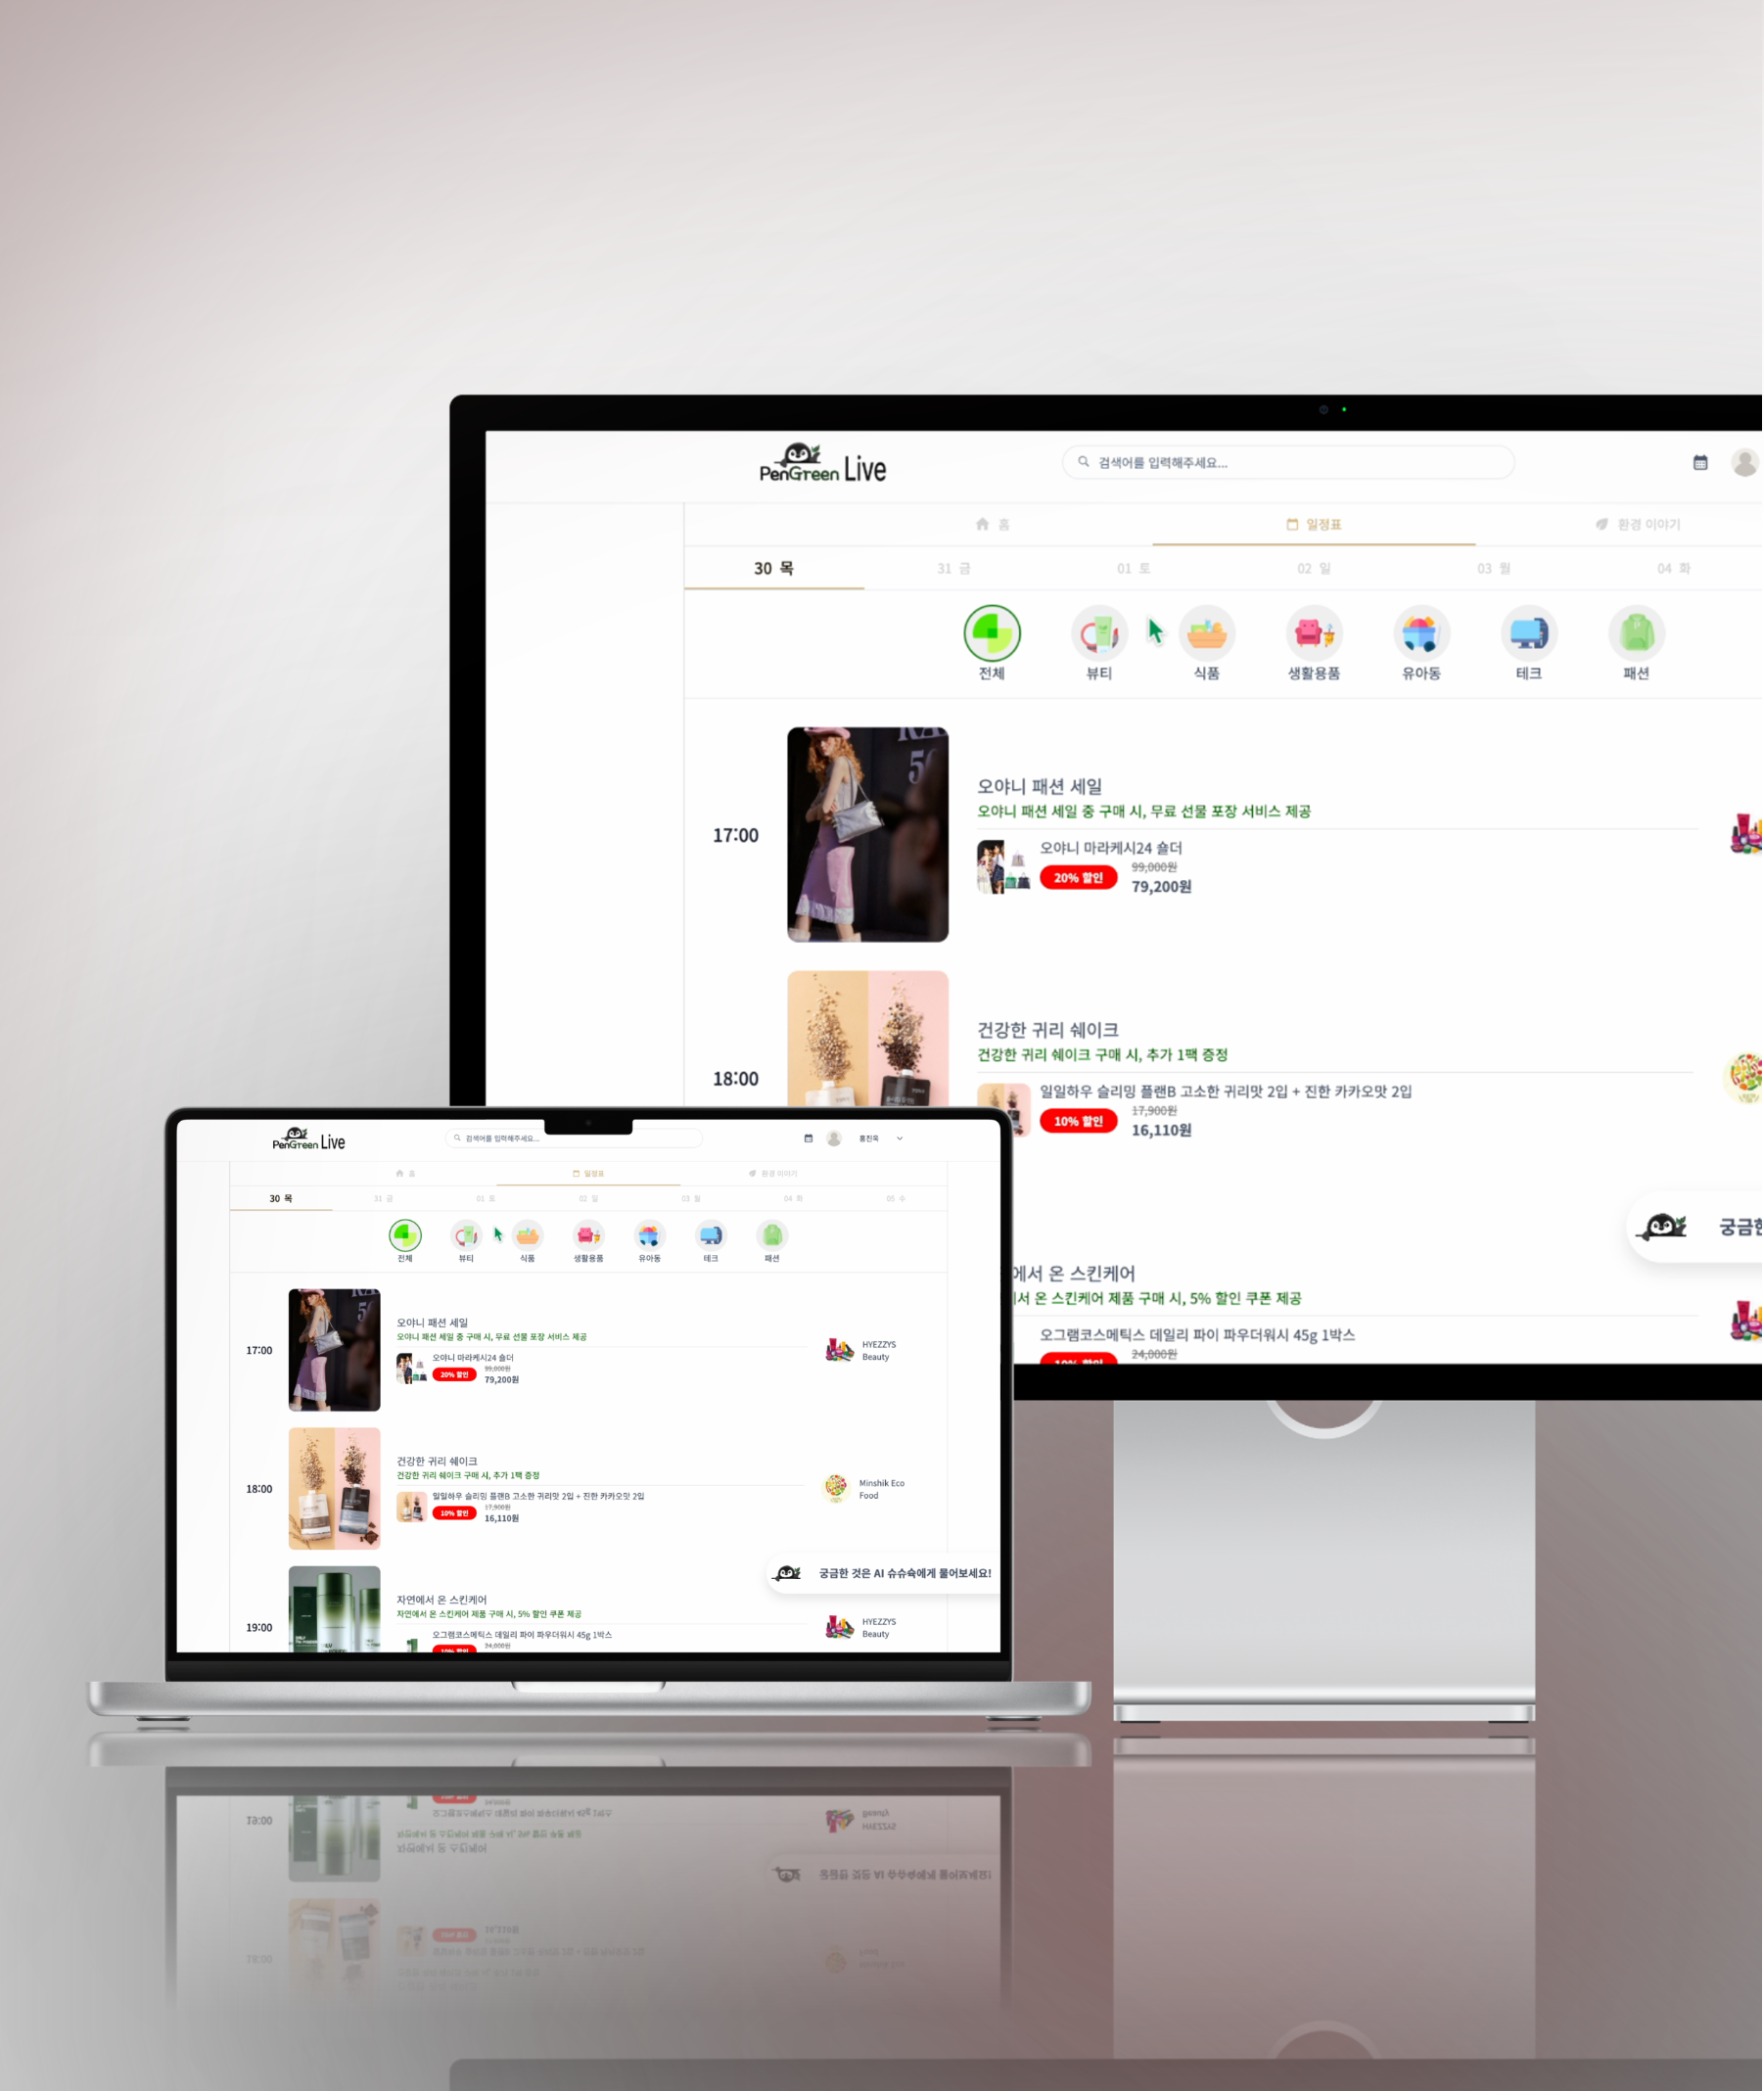 PenGreen Live
검색어를 입력해주세요...
홈
일정표
환경 이야기
30 목
31 금
01 토
02 일
03 월
04 화
전체
뷰티
식품
생활용품
유아동
테크
패션
17:00
오야니 패션 세일
오야니 패션 세일 중 구매 시, 무료 선물 포장 서비스 제공
오야니 마라케시24 숄더
99,000원
20% 할인
79,200원
18:00
건강한 귀리 쉐이크
건강한 귀리 쉐이크 구매 시, 추가 1팩 증정
일일하우 슬리밍 플랜B 고소한 귀리맛 2입 + 진한 카카오맛 2입
17,900원
10% 할인
16,110원
궁금한
에서 온 스킨케어
서 온 스킨케어 제품 구매 시, 5% 할인 쿠폰 제공
오그램코스메틱스 데일리 파이 파우더워시 45g 1박스
24,000원
10% 할인
PenGreen Live
검색어를 입력해주세요...
홍진욱
홈
일정표
환경 이야기
30 목
31 금
01 토
02 일
03 월
04 화
05 수
전체
뷰티
식품
생활용품
유아동
테크
패션
17:00
오야니 패션 세일
오야니 패션 세일 중 구매 시, 무료 선물 포장 서비스 제공
오야니 마라케시24 숄더
99,000원
20% 할인
79,200원
HYEZZYS
Beauty
18:00
건강한 귀리 쉐이크
건강한 귀리 쉐이크 구매 시, 추가 1팩 증정
일일하우 슬리밍 플랜B 고소한 귀리맛 2입 + 진한 카카오맛 2입
17,900원
10% 할인
16,110원
Minshik Eco
Food
궁금한 것은 AI 슈슈슉에게 물어보세요!
19:00
자연에서 온 스킨케어
자연에서 온 스킨케어 제품 구매 시, 5% 할인 쿠폰 제공
오그램코스메틱스 데일리 파이 파우더워시 45g 1박스
24,000원
10% 할인
HYEZZYS
Beauty